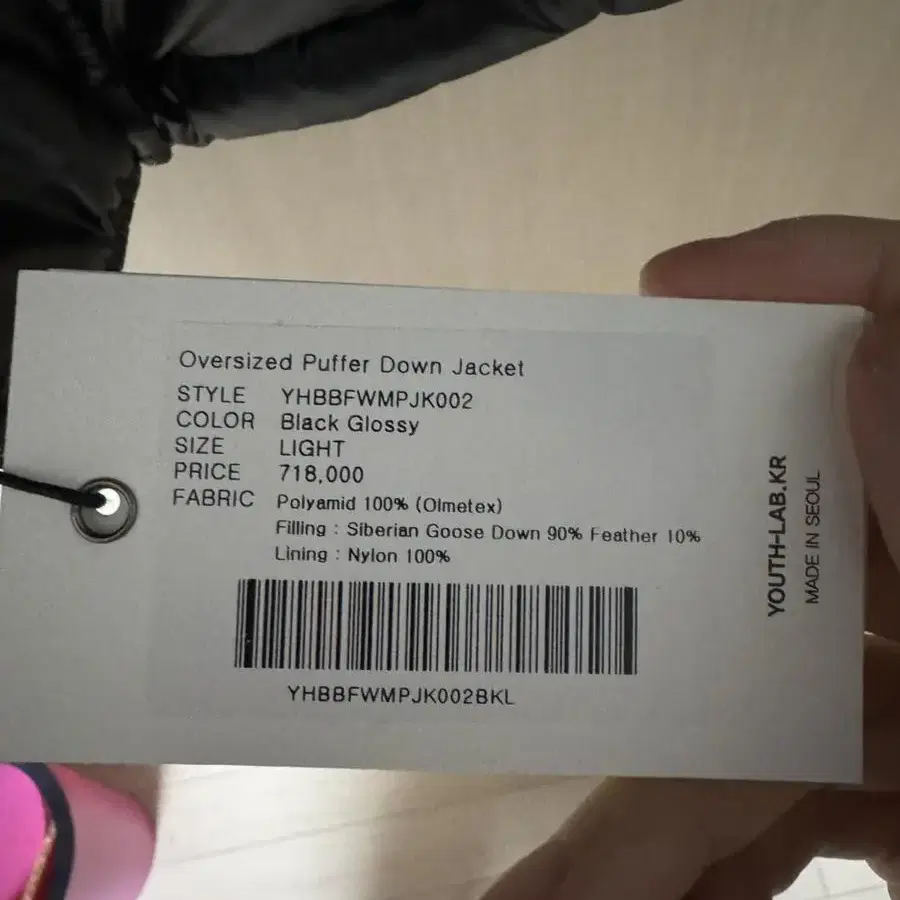 Oversized Puffer Down Jacket
STYLE YHBBFWMPJK002
COLOR Black Glossy
SIZE LIGHT
PRICE 718,000
FABRIC Polyamid 100% (Olmetex)
Filling : Siberian Goose Down 90% Feather 10%
Lining : Nylon 100%
YHBBFWMPJK002BKL
YOUTH-LAB.KR
MADE IN SEOUL